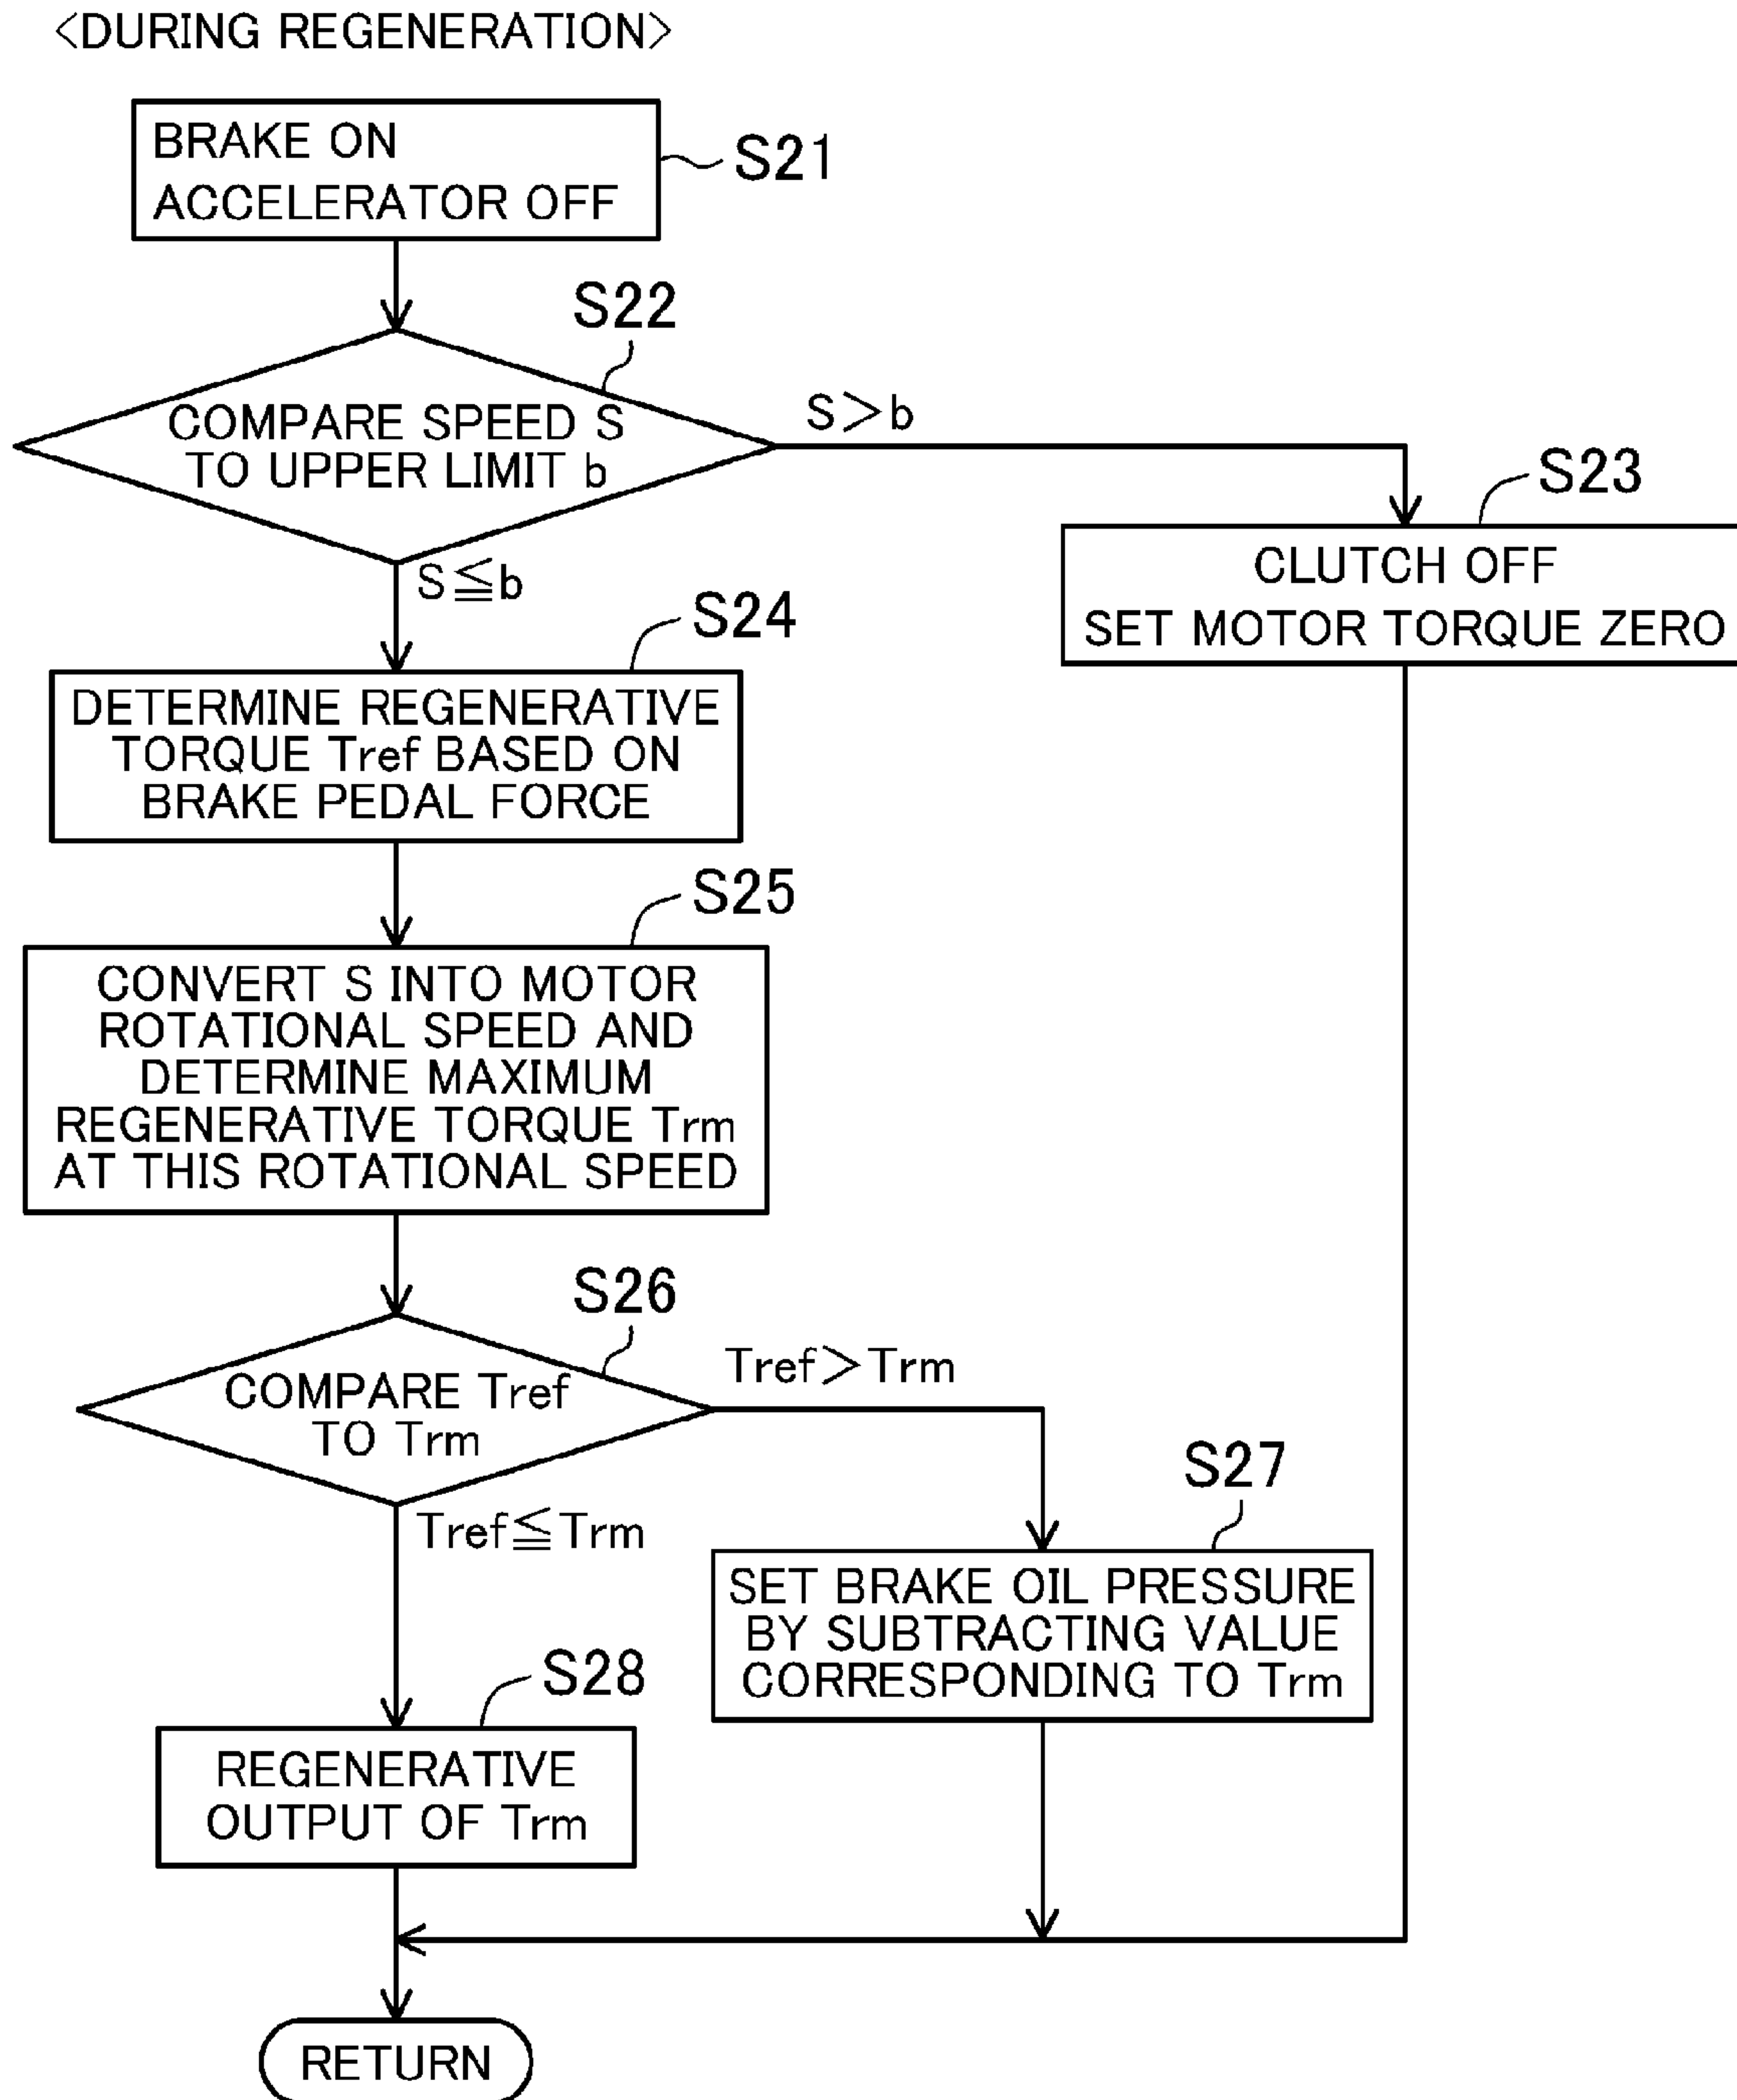 <DURING REGENERATION>
BRAKE ON
ACCELERATOR OFF
S21
S22
COMPARE SPEED S
TO UPPER LIMIT b
S>b
S≦b
S23
CLUTCH OFF
SET MOTOR TORQUE ZERO
S24
DETERMINE REGENERATIVE
TORQUE Tref BASED ON
BRAKE PEDAL FORCE
S25
CONVERT S INTO MOTOR
ROTATIONAL SPEED AND
DETERMINE MAXIMUM
REGENERATIVE TORQUE Trm
AT THIS ROTATIONAL SPEED
S26
COMPARE Tref
TO Trm
Tref>Trm
Tref≦Trm
S27
SET BRAKE OIL PRESSURE
BY SUBTRACTING VALUE
CORRESPONDING TO Trm
S28
REGENERATIVE
OUTPUT OF Trm
RETURN